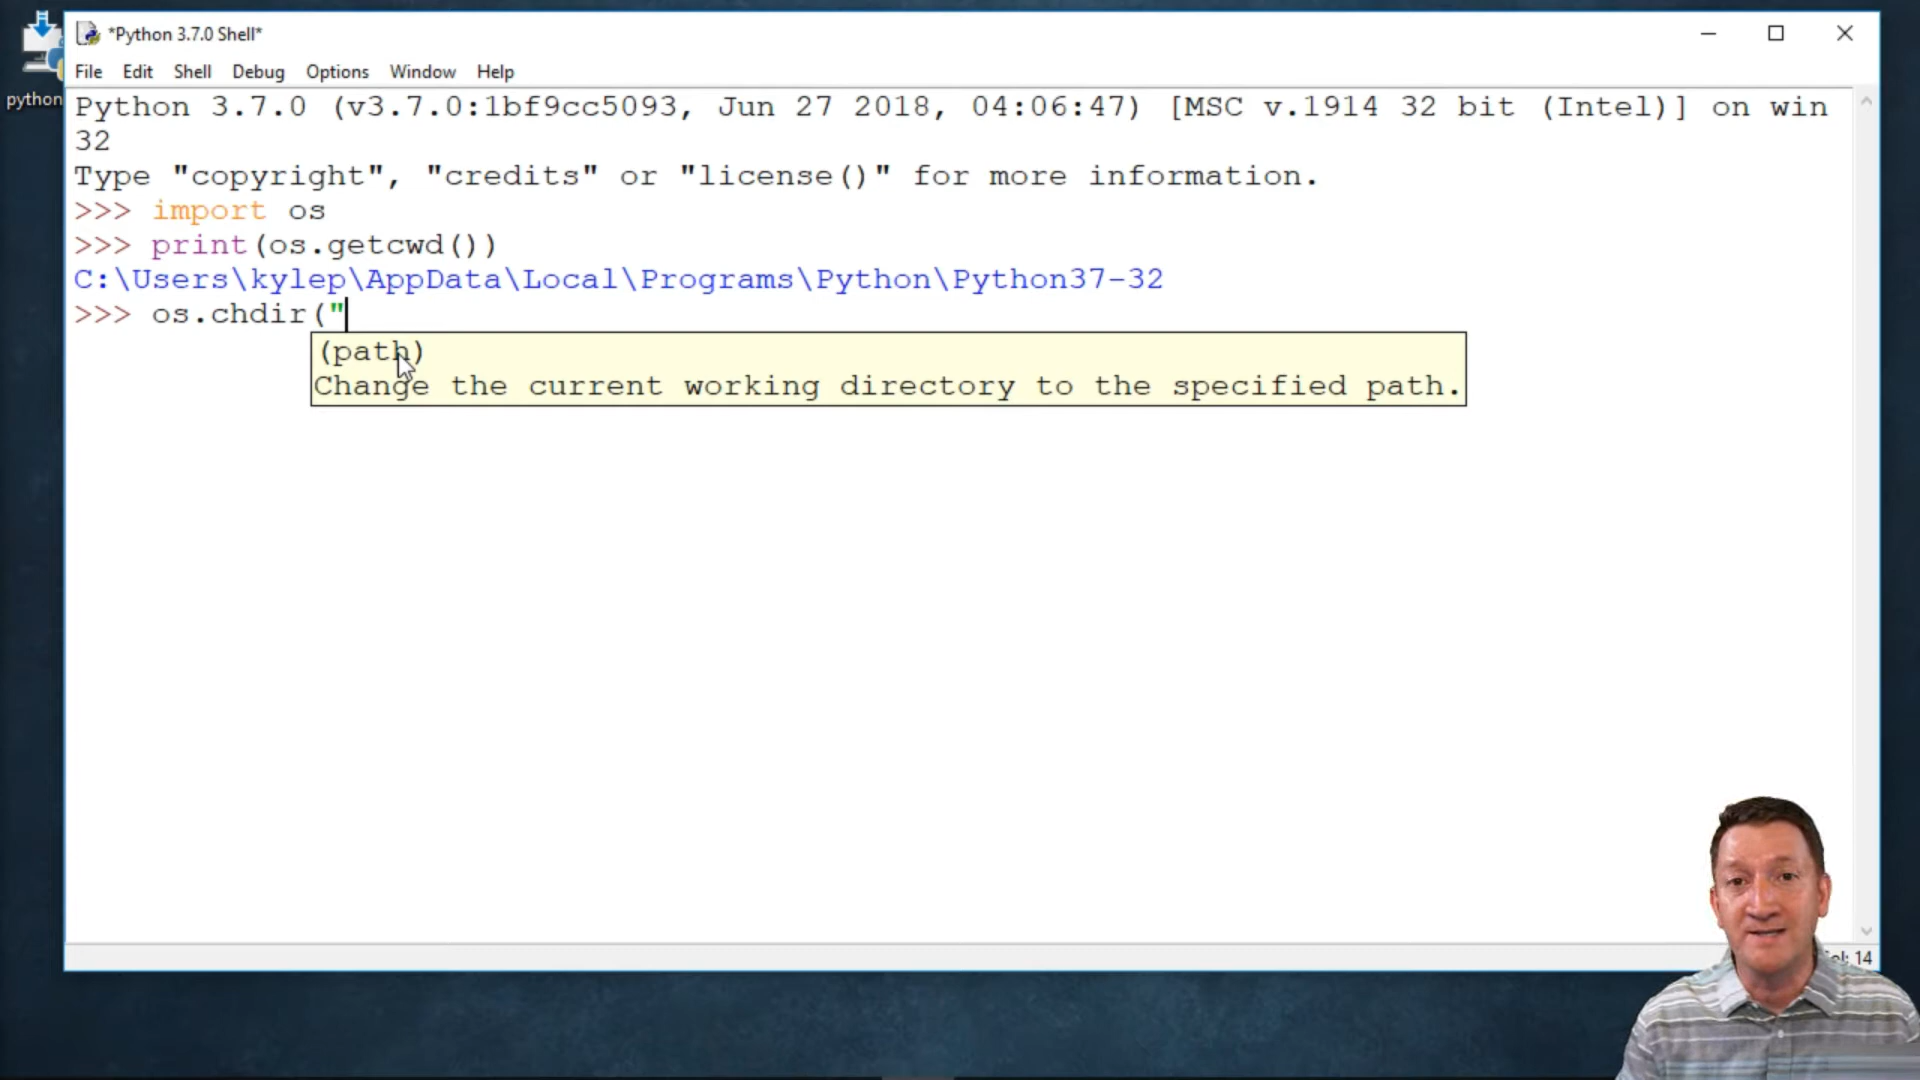 python
*Python 3.7.0 Shell*
File Edit Shell Debug Options Window Help
Python 3.7.0 (v3.7.0:1bf9cc5093, Jun 27 2018, 04:06:47) [MSC v.1914 32 bit (Intel)] on win
32
Type "copyright", "credits" or "license()" for more information.
>>> import os
>>> print(os.getcwd())
C:\Users\kylep\AppData\Local\Programs\Python\Python37-32
>>> os.chdir("
(path)
Change the current working directory to the specified path.
14